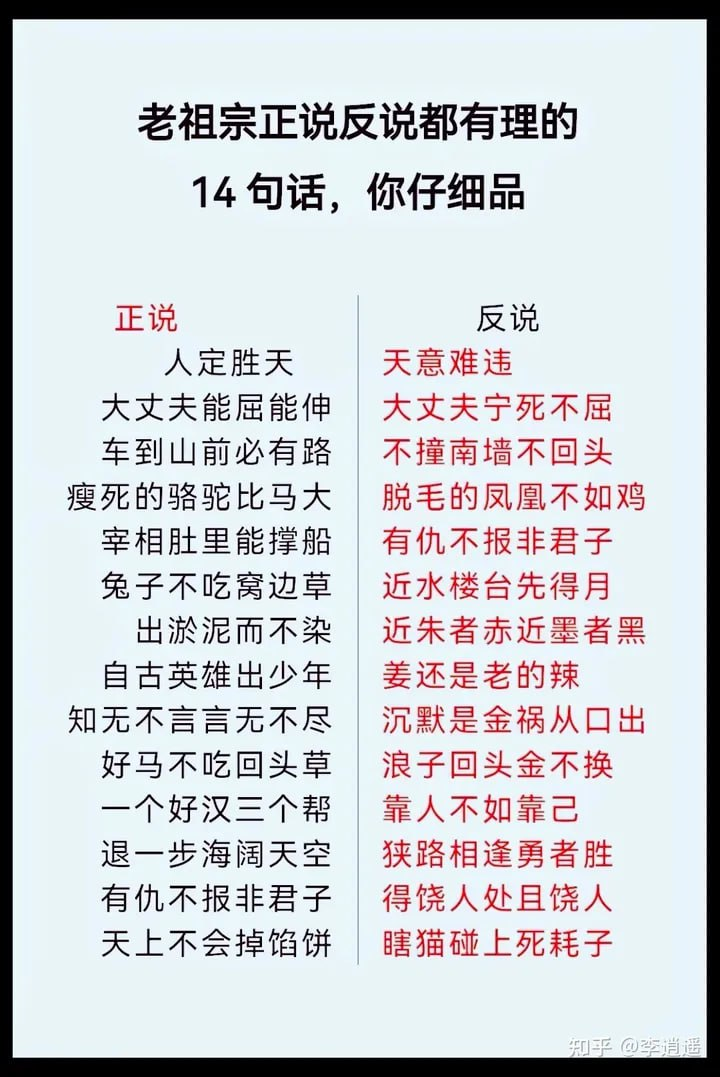 老祖宗正说反说都有理的
14 句话，你仔细品
正说 反说
人定胜天 天意难违
大丈夫能屈能伸 大丈夫宁死不屈
车到山前必有路 不撞南墙不回头
瘦死的骆驼比马大 脱毛的凤凰不如鸡
宰相肚里能撑船 有仇不报非君子
兔子不吃窝边草 近水楼台先得月
出淤泥而不染 近朱者赤近墨者黑
自古英雄出少年 姜还是老的辣
知无不言言无不尽 沉默是金祸从口出
好马不吃回头草 浪子回头金不换
一个好汉三个帮 靠人不如靠己
退一步海阔天空 狭路相逢勇者胜
有仇不报非君子 得饶人处且饶人
天上不会掉馅饼 瞎猫碰上死耗子
知乎 @李逍遥